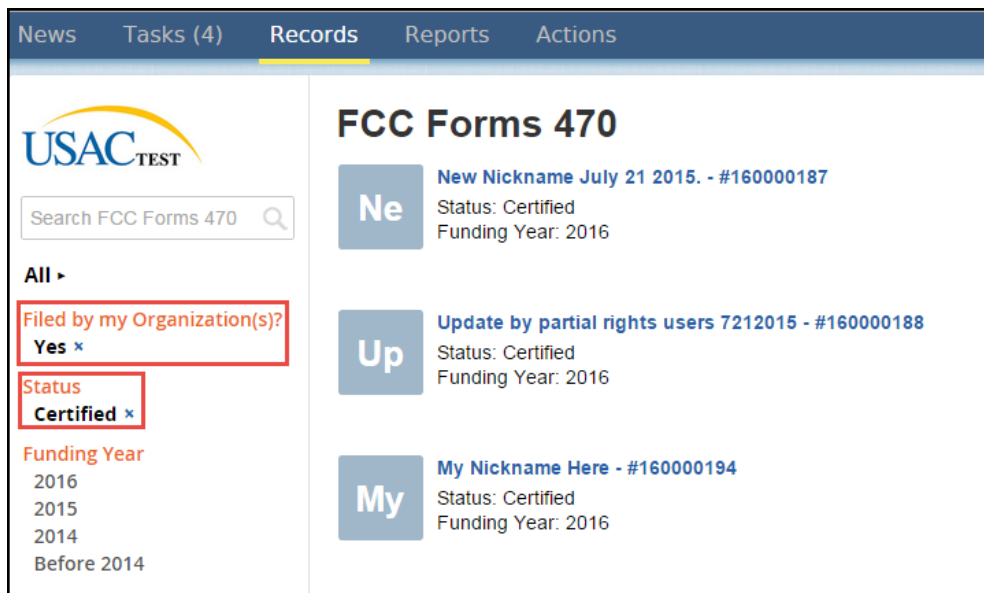 News Tasks (4) Records Reports Actions
USAC TEST
Search FCC Forms 470
All ▸
Filed by my Organization(s)?
Yes ×
Status
Certified ×
Funding Year
2016
2015
2014
Before 2014
FCC Forms 470
Ne
New Nickname July 21 2015. - #160000187
Status: Certified
Funding Year: 2016
Up
Update by partial rights users 7212015 - #160000188
Status: Certified
Funding Year: 2016
My
My Nickname Here - #160000194
Status: Certified
Funding Year: 2016